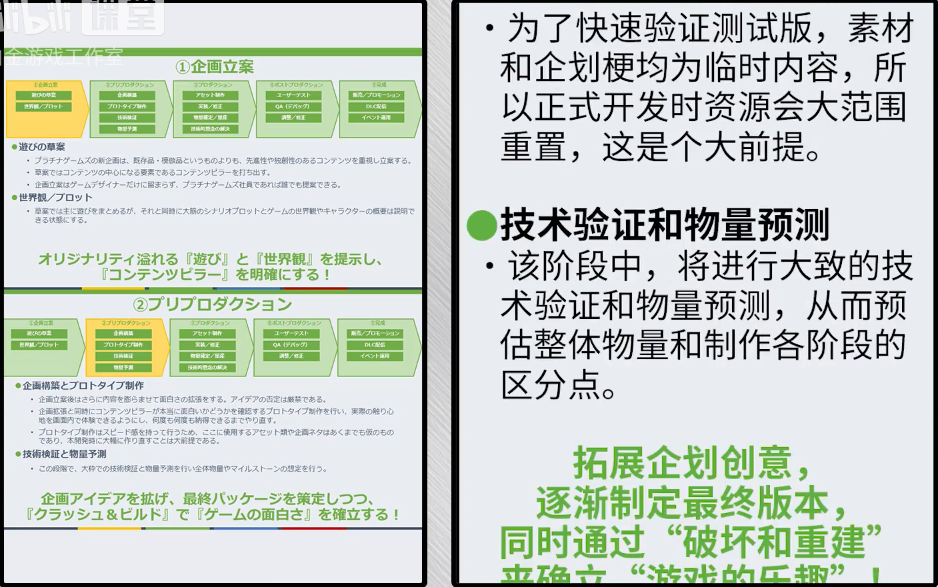 课堂
金游戏工作室
①企画立案
①企画立案
遊びの草案
世界観／プロット
②プリプロダクション
企画構築
プロトタイプ制作
技術検証
物量予測
③プロダクション
アセット制作
実装／修正
物量確定／調整
技術的懸念の解決
④ポストプロダクション
ユーザーテスト
QA（デバッグ）
調整／修正
⑤完成
販売／プロモーション
DLC配信
イベント運用
●遊びの草案
・ プラチナゲームズの新企画は、既存品・模倣品というものよりも、先進性や独創性のあるコンテンツを重視し立案する。
・ 草案ではコンテンツの中心になる要素であるコンテンツピラーを打ち出す。
・ 企画立案はゲームデザイナーだけに留まらず、プラチナゲームズ社員であれば誰でも提案できる。
●世界観／プロット
・ 草案では主に遊びをまとめるが、それと同時に大筋のシナリオプロットとゲームの世界観やキャラクターの概要は説明で
きる状態にする。
オリジナリティ溢れる『遊び』と『世界観』を提示し、
『コンテンツピラー』を明確にする！
②プリプロダクション
①企画立案
遊びの草案
世界観／プロット
②プリプロダクション
企画構築
プロトタイプ制作
技術検証
物量予測
③プロダクション
アセット制作
実装／修正
物量確定／調整
技術的懸念の解決
④ポストプロダクション
ユーザーテスト
QA（デバッグ）
調整／修正
⑤完成
販売／プロモーション
DLC配信
イベント運用
●企画構築とプロトタイプ制作
・ 企画立案後はさらに内容を膨らませて面白さの拡張をする。アイデアの否定は厳禁である。
・ 企画拡張と同時にコンテンツピラーが本当に面白いかどうかを確認するプロトタイプ制作を行い、実際の触り心
地を画面内で体験できるようにし、何度も何度も納得できるまでやり直す。
・ プロトタイプ制作はスピード感を持って行うため、ここに使用するアセット類や企画ネタはあくまでも仮のもの
であり、本開発時に大幅に作り直すことは大前提である。
●技術検証と物量予測
・ この段階で、大枠での技術検証と物量予測を行い全体物量やマイルストーンの想定を行う。
企画アイデアを拡げ、最終パッケージを策定しつつ、
『クラッシュ＆ビルド』で『ゲームの面白さ』を確立する！
・为了快速验证测试版，素材
和企划梗均为临时内容，所
以正式开发时资源会大范围
重置，这是个大前提。
●技术验证和物量预测
・该阶段中，将进行大致的技
术验证和物量预测，从而预
估整体物量和制作各阶段的
区分点。
拓展企划创意，
逐渐制定最终版本，
同时通过“破坏和重建”
来确立“游戏的乐趣”！